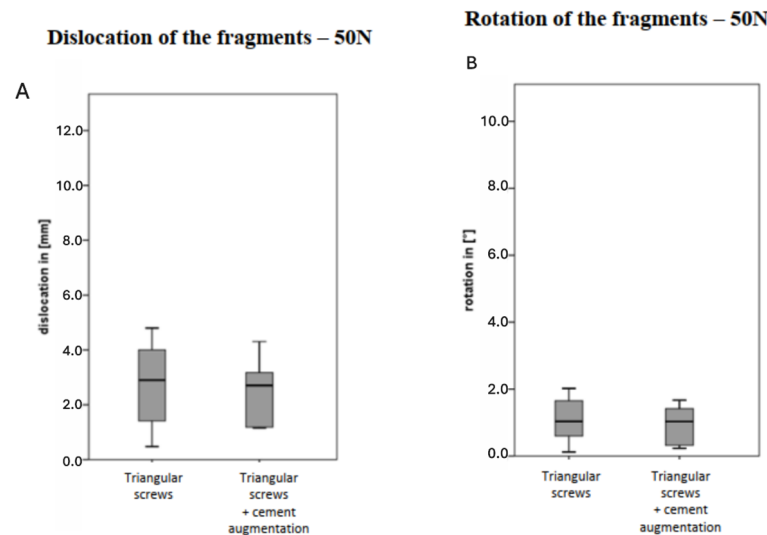 Dislocation of the fragments – 50N
A
dislocation in [mm]
12.0
10.0
8.0
6.0
4.0
2.0
0.0
Triangular
screws
Triangular
screws
+ cement
augmentation
Rotation of the fragments – 50N
B
rotation in [°]
10.0
8.0
6.0
4.0
2.0
0.0
Triangular
screws
Triangular
screws
+ cement
augmentation